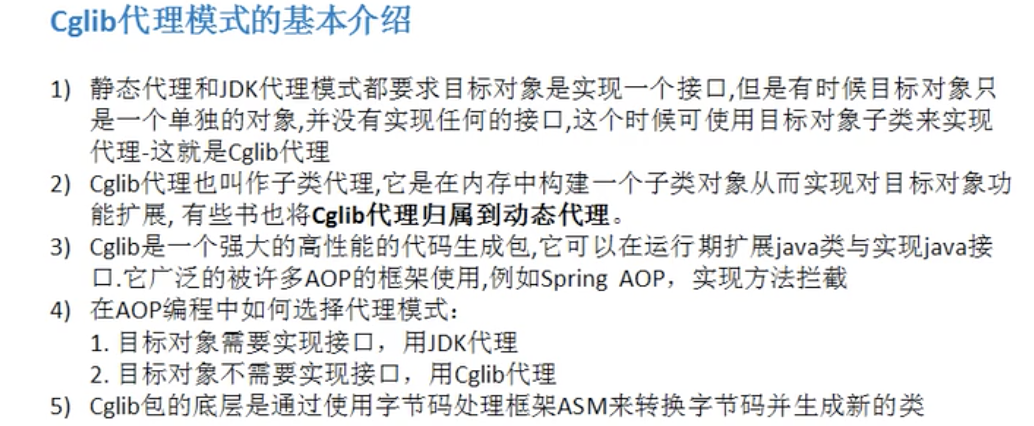 Cglib代理模式的基本介绍
1) 静态代理和JDK代理模式都要求目标对象是实现一个接口,但是有时候目标对象只
是一个单独的对象,并没有实现任何的接口,这个时候可使用目标对象子类来实现
代理-这就是Cglib代理
2) Cglib代理也叫作子类代理,它是在内存中构建一个子类对象从而实现对目标对象功
能扩展, 有些书也将Cglib代理归属到动态代理。
3) Cglib是一个强大的高性能的代码生成包,它可以在运行期扩展java类与实现java接
口.它广泛的被许多AOP的框架使用,例如Spring AOP，实现方法拦截
4) 在AOP编程中如何选择代理模式：
1. 目标对象需要实现接口，用JDK代理
2. 目标对象不需要实现接口，用Cglib代理
5) Cglib包的底层是通过使用字节码处理框架ASM来转换字节码并生成新的类